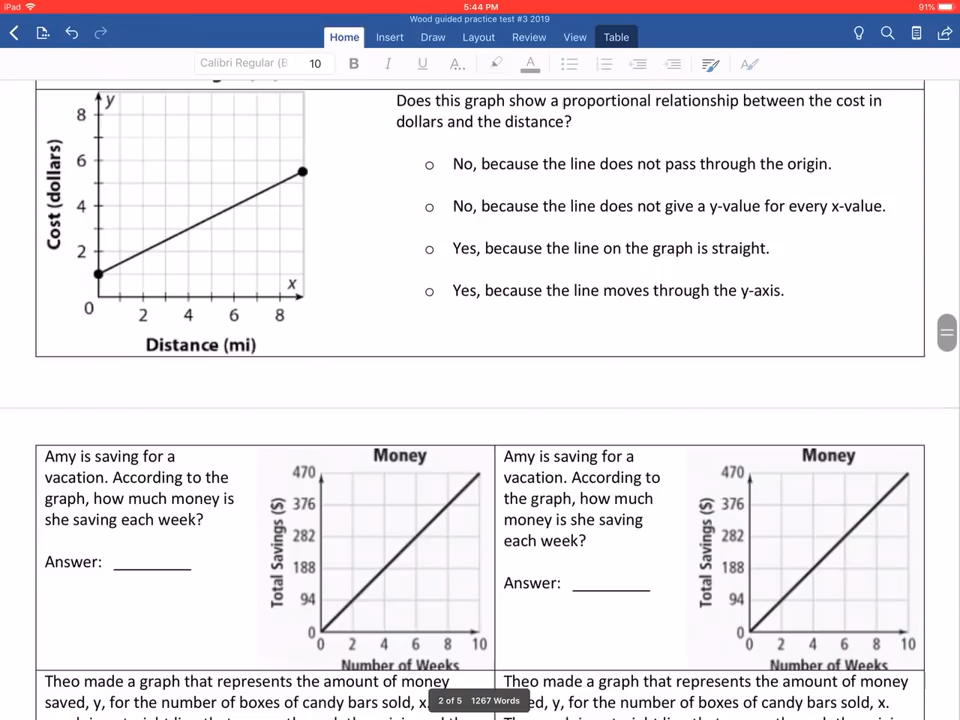 iPad
5:44 PM
91%
Wood guided practice test #3 2019
Home Insert Draw Layout Review View Table
Calibri Regular (B 10 B I U A
y
8
6
4
2
0
Cost (dollars)
x
2 4 6 8
Distance (mi)
Does this graph show a proportional relationship between the cost in
dollars and the distance?
o No, because the line does not pass through the origin.
o No, because the line does not give a y-value for every x-value.
o Yes, because the line on the graph is straight.
o Yes, because the line moves through the y-axis.
Amy is saving for a
vacation. According to the
graph, how much money is
she saving each week?
Answer: _________
Money
Total Savings ($)
470
376
282
188
94
0
0 2 4 6 8 10
Number of Weeks
Amy is saving for a
vacation. According to
the graph, how much
money is she saving
each week?
Answer: _________
Money
Total Savings ($)
470
376
282
188
94
0
0 2 4 6 8 10
Number of Weeks
Theo made a graph that represents the amount of money
saved, y, for the number of boxes of candy bars sold, x.
Theo made a graph that represents the amount of money
ed, y, for the number of boxes of candy bars sold, x.
2 of 5 1267 Words